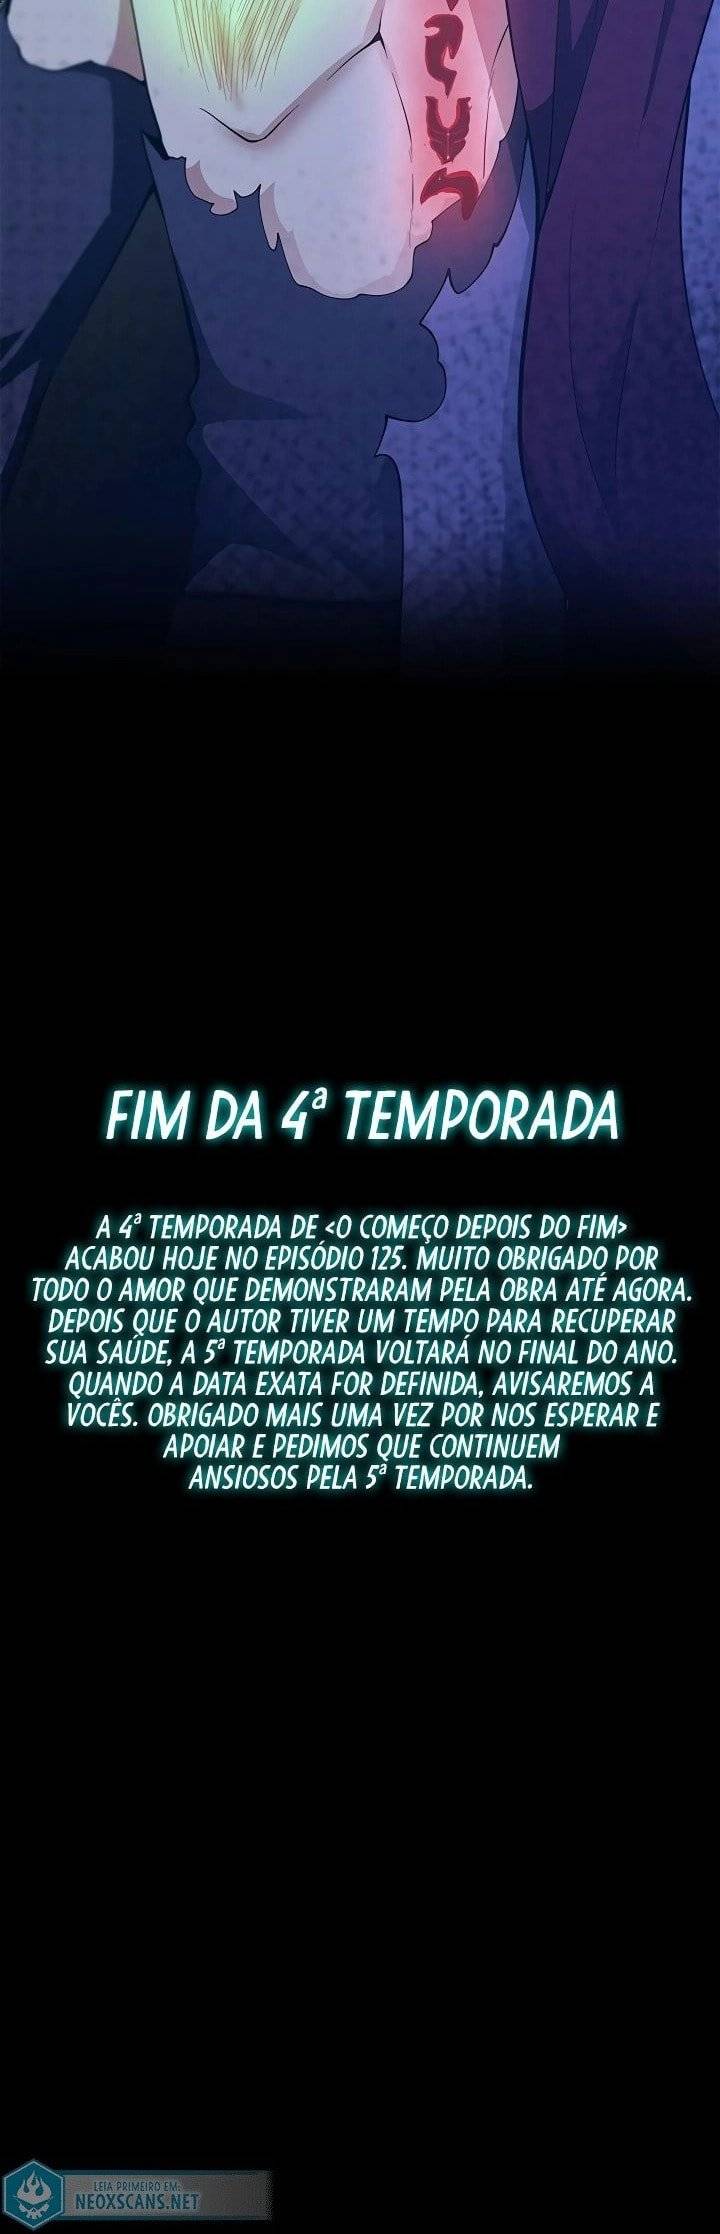 FIM DA 4ª TEMPORADA
A 4ª TEMPORADA DE <O COMEÇO DEPOIS DO FIM>
ACABOU HOJE NO EPISÓDIO 125. MUITO OBRIGADO POR
TODO O AMOR QUE DEMONSTRARAM PELA OBRA ATÉ AGORA.
DEPOIS QUE O AUTOR TIVER UM TEMPO PARA RECUPERAR
SUA SAÚDE, A 5ª TEMPORADA VOLTARÁ NO FINAL DO ANO.
QUANDO A DATA EXATA FOR DEFINIDA, AVISAREMOS A
VOCÊS. OBRIGADO MAIS UMA VEZ POR NOS ESPERAR E
APOIAR E PEDIMOS QUE CONTINUEM
ANSIOSOS PELA 5ª TEMPORADA.
LEIA PRIMEIRO EM:
NEOXSCANS.NET